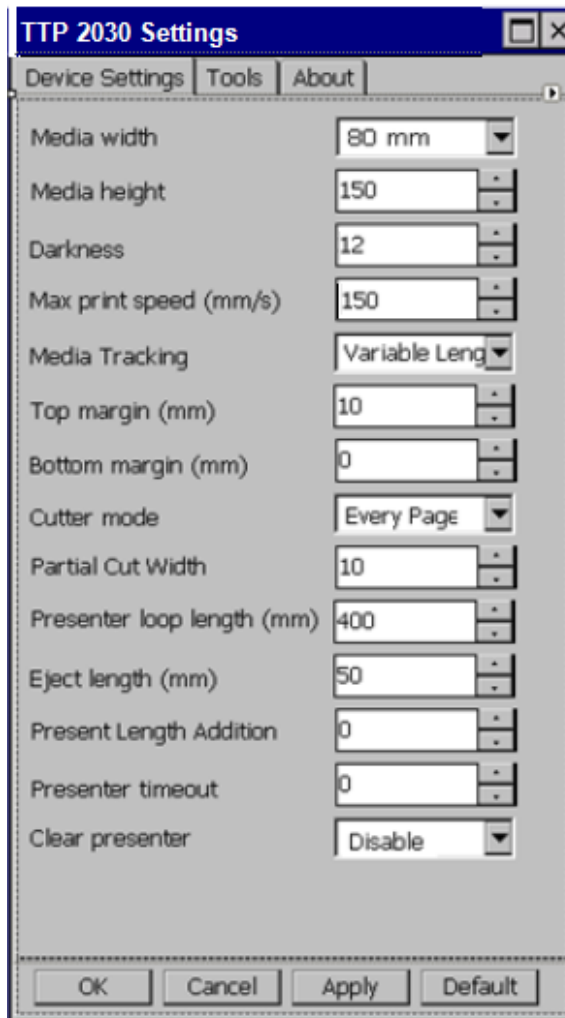 TTP 2030 Settings
Device Settings Tools About
Media width 80 mm
Media height 150
Darkness 12
Max print speed (mm/s) 150
Media Tracking Variable Leng
Top margin (mm) 10
Bottom margin (mm) 0
Cutter mode Every Page
Partial Cut Width 10
Presenter loop length (mm) 400
Eject length (mm) 50
Present Length Addition 0
Presenter timeout 0
Clear presenter Disable
OK Cancel Apply Default